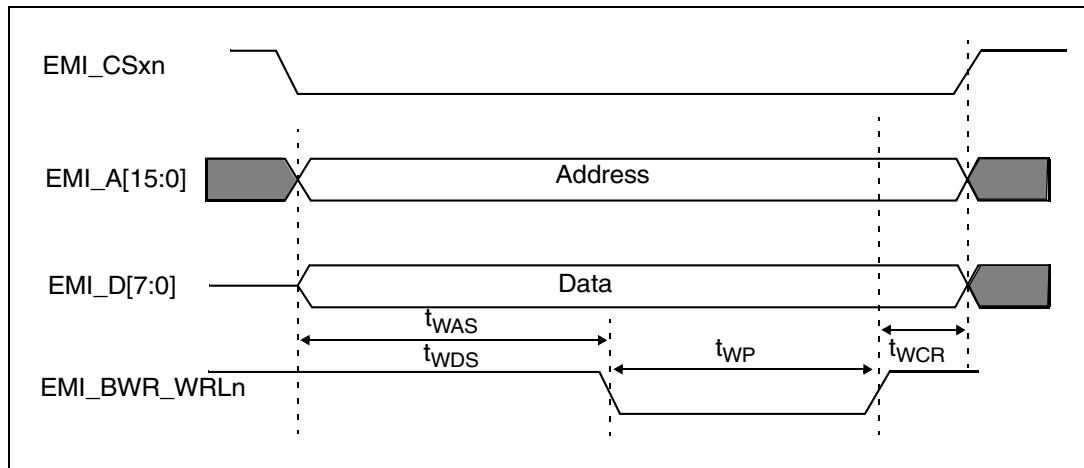 EMI_CSxn
EMI_A[15:0]
Address
EMI_D[7:0]
Data
tWAS
tWDS
tWP
tWCR
EMI_BWR_WRLn